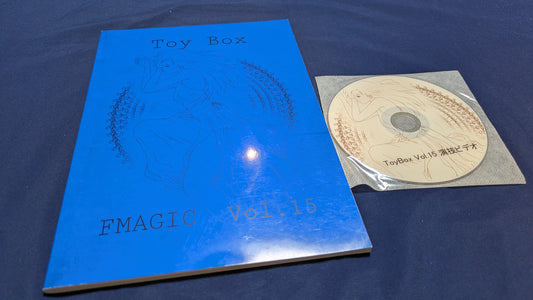 Toy Box
FMAGIC Vol.15
ToyBox Vol.15 演技ビデオ